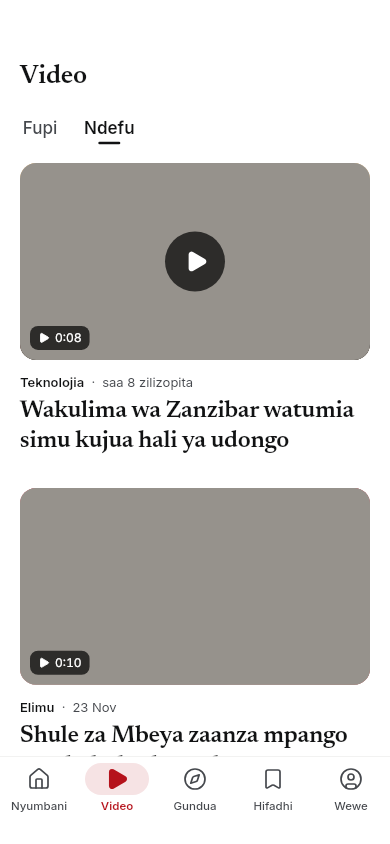 Video
Fupi
Ndefu
0:08
Teknolojia · saa 8 zilizopita
Wakulima wa Zanzibar watumia
simu kujua hali ya udongo
0:10
Elimu · 23 Nov
Shule za Mbeya zaanza mpango
Nyumbani
Video
Gundua
Hifadhi
Wewe